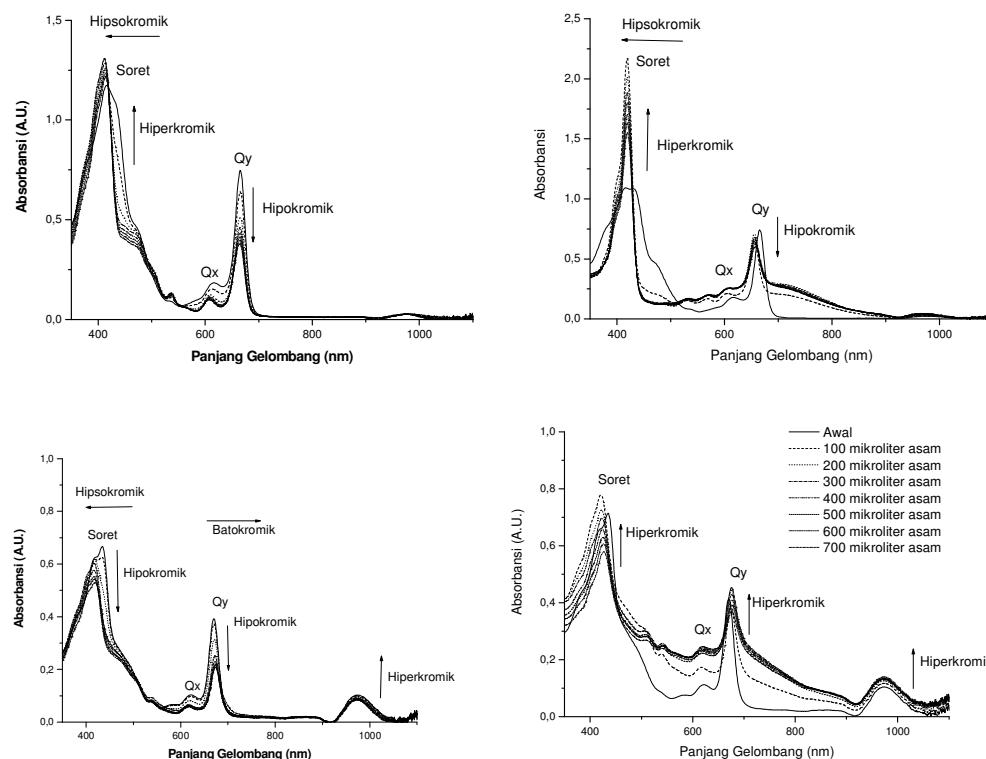 1,5
1,0
0,5
0,0
400 600 800 1000
Absorbansi (A.U.)
Panjang Gelombang (nm)
Hipsokromik
Soret
Hiperkromik
Qy
Hipokromik
Qx
2,5
2,0
1,5
1,0
0,5
0,0
400 600 800 1000
Absorbansi
Panjang Gelombang (nm)
Hipsokromik
Soret
Hiperkromik
Qy
Hipokromik
Qx
1,0
0,8
0,6
0,4
0,2
0,0
400 600 800 1000
Absorbansi (A.U.)
Panjang Gelombang (nm)
Hipsokromik
Batokromik
Soret
Hipokromik
Qy
Hipokromik
Qx
Hiperkromik
1,0
0,8
0,6
0,4
0,2
0,0
400 600 800 1000
Absorbansi (A.U.)
Panjang Gelombang (nm)
Awal
100 mikroliter asam
200 mikroliter asam
300 mikroliter asam
400 mikroliter asam
500 mikroliter asam
600 mikroliter asam
700 mikroliter asam
Soret
Hiperkromik
Qy
Hiperkromik
Qx
Hiperkromi